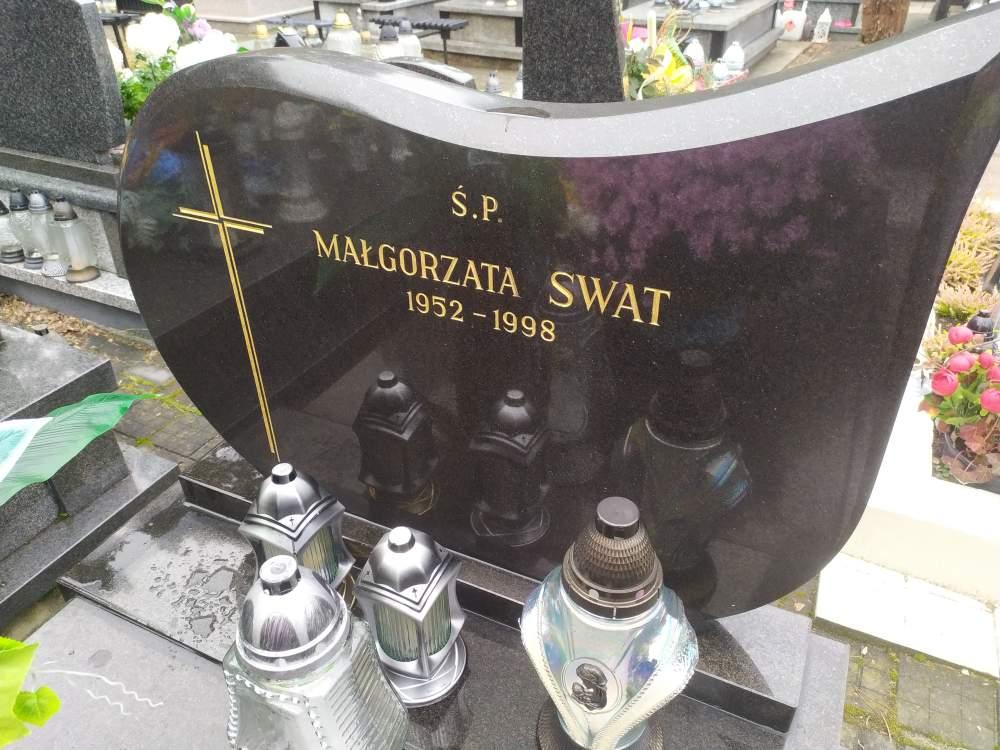 Ś.P.
MAŁGORZATA SWAT
1952 - 1998